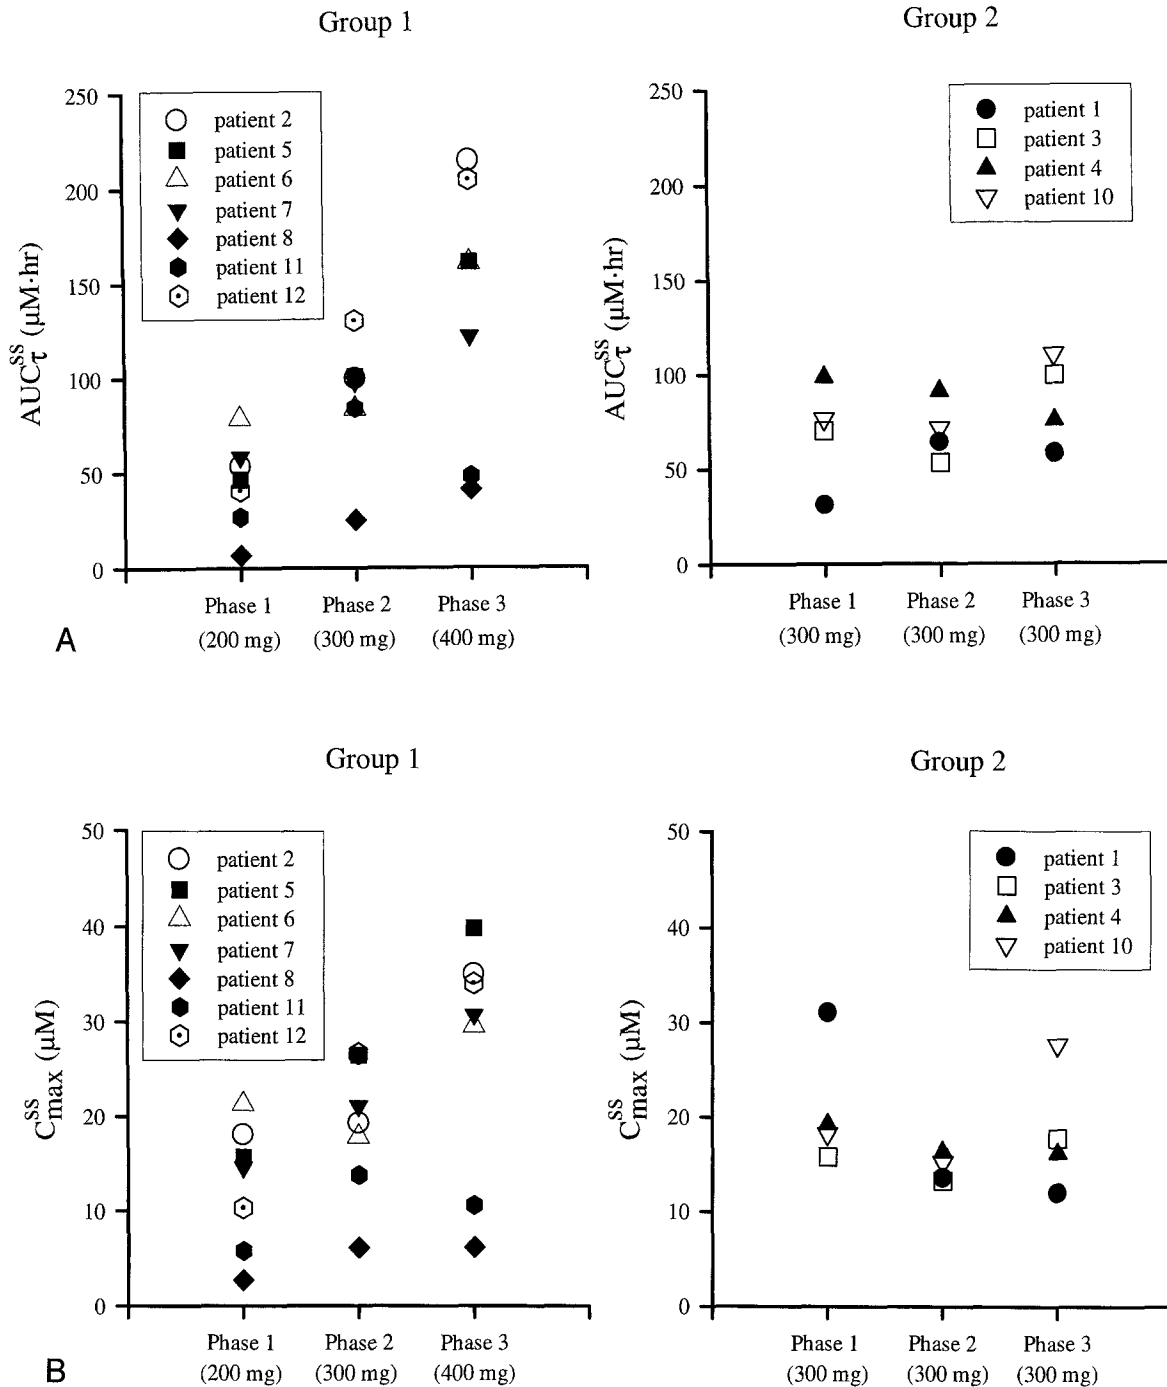 Group 1
250
200
150
100
50
0
AUCτss (μM·hr)
patient 2
patient 5
patient 6
patient 7
patient 8
patient 11
patient 12
Phase 1 Phase 2 Phase 3
(200 mg) (300 mg) (400 mg)
A
Group 2
250
200
150
100
50
0
AUCτss (μM·hr)
patient 1
patient 3
patient 4
patient 10
Phase 1 Phase 2 Phase 3
(300 mg) (300 mg) (300 mg)
Group 1
50
40
30
20
10
0
Cmaxss (μM)
patient 2
patient 5
patient 6
patient 7
patient 8
patient 11
patient 12
Phase 1 Phase 2 Phase 3
(200 mg) (300 mg) (400 mg)
B
Group 2
50
40
30
20
10
0
Cmaxss (μM)
patient 1
patient 3
patient 4
patient 10
Phase 1 Phase 2 Phase 3
(300 mg) (300 mg) (300 mg)